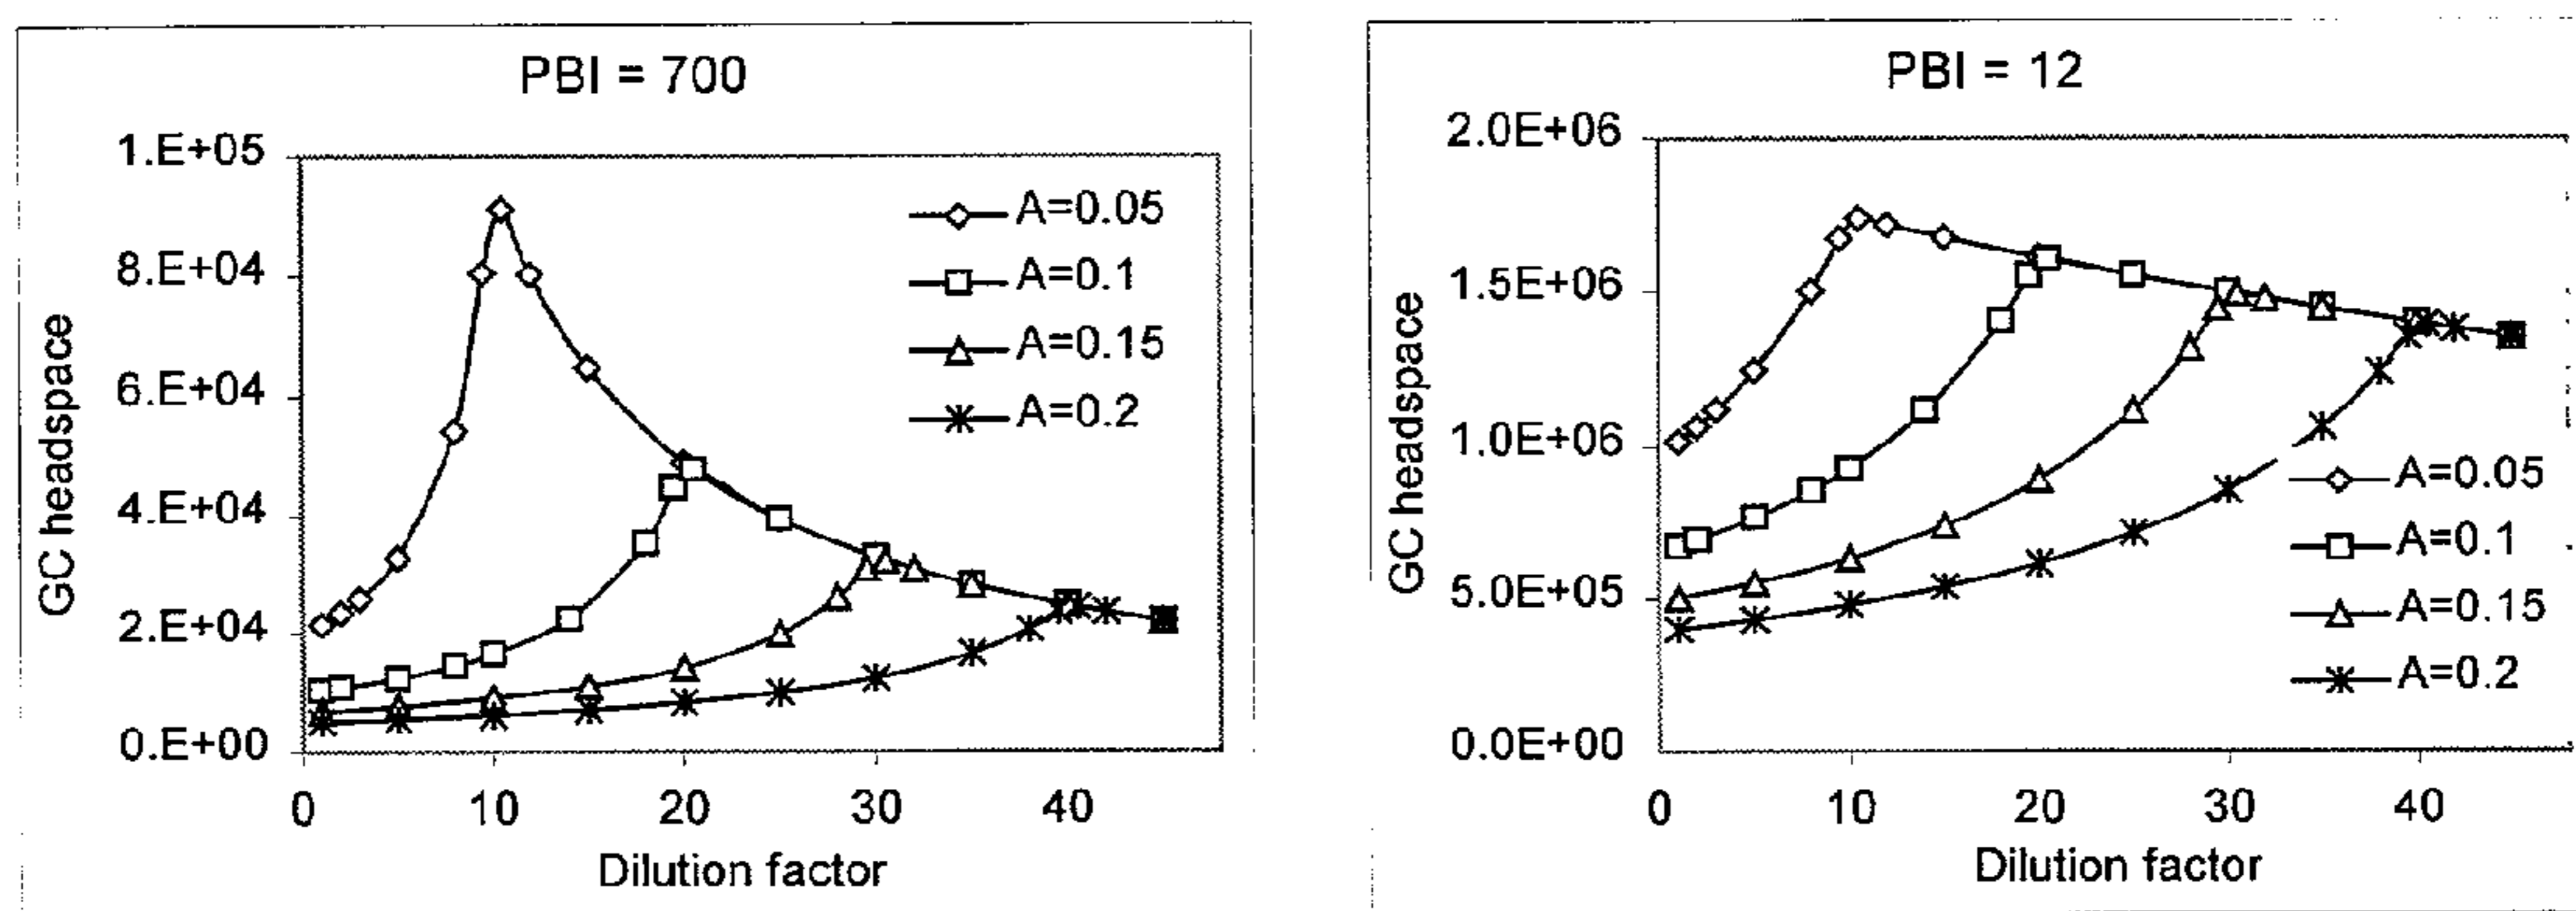 PBI = 700
1.E+05
8.E+04
6.E+04
4.E+04
2.E+04
0.E+00
GC headspace
0 10 20 30 40
Dilution factor
A=0.05
A=0.1
A=0.15
A=0.2
PBI = 12
2.0E+06
1.5E+06
1.0E+06
5.0E+05
0.0E+00
GC headspace
0 10 20 30 40
Dilution factor
A=0.05
A=0.1
A=0.15
A=0.2